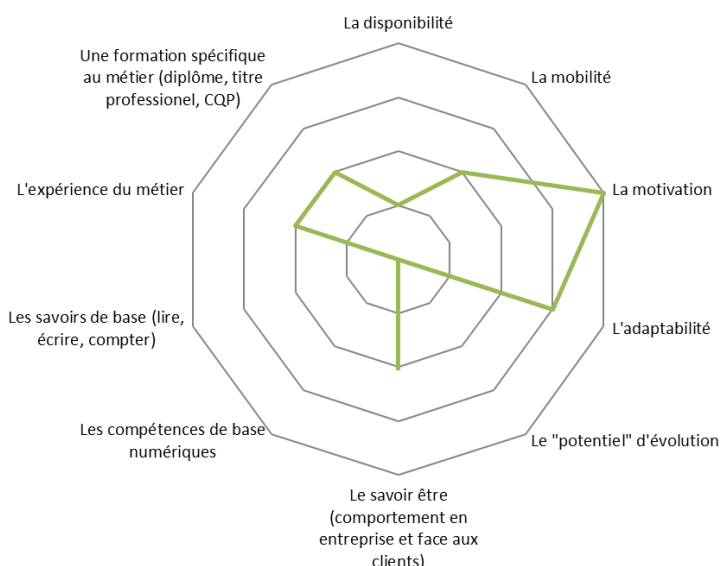 La disponibilité
La mobilité
La motivation
L'adaptabilité
Le "potentiel" d'évolution
Le savoir être
(comportement en
entreprise et face aux
clients)
Les compétences de base
numériques
Les savoirs de base (lire,
écrire, compter)
L'expérience du métier
Une formation spécifique
au métier (diplôme, titre
professionel, CQP)